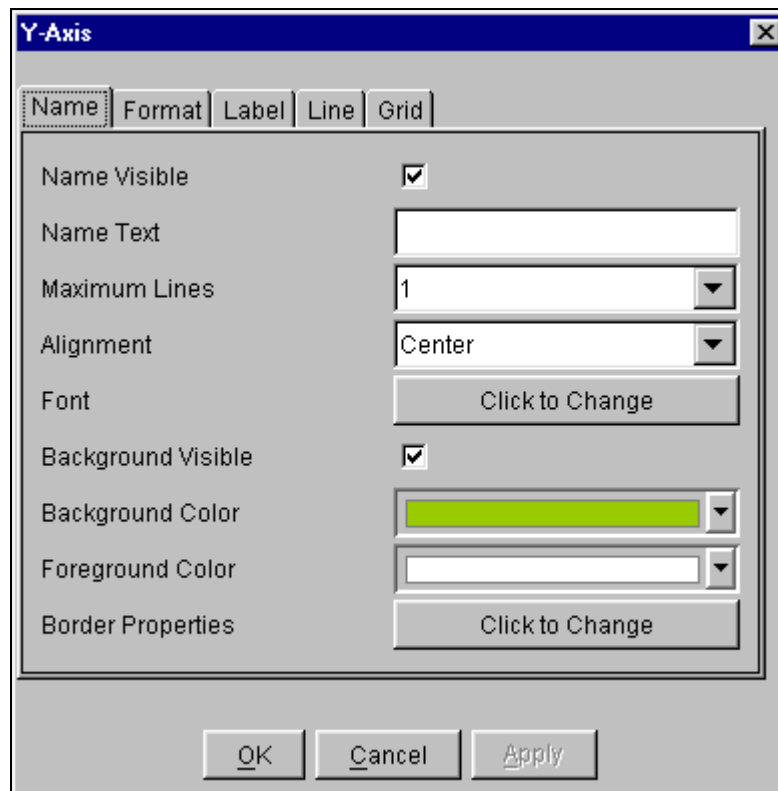 Y-Axis
Name Format Label Line Grid
Name Visible
Name Text
Maximum Lines 1
Alignment Center
Font Click to Change
Background Visible
Background Color
Foreground Color
Border Properties Click to Change
OK Cancel Apply